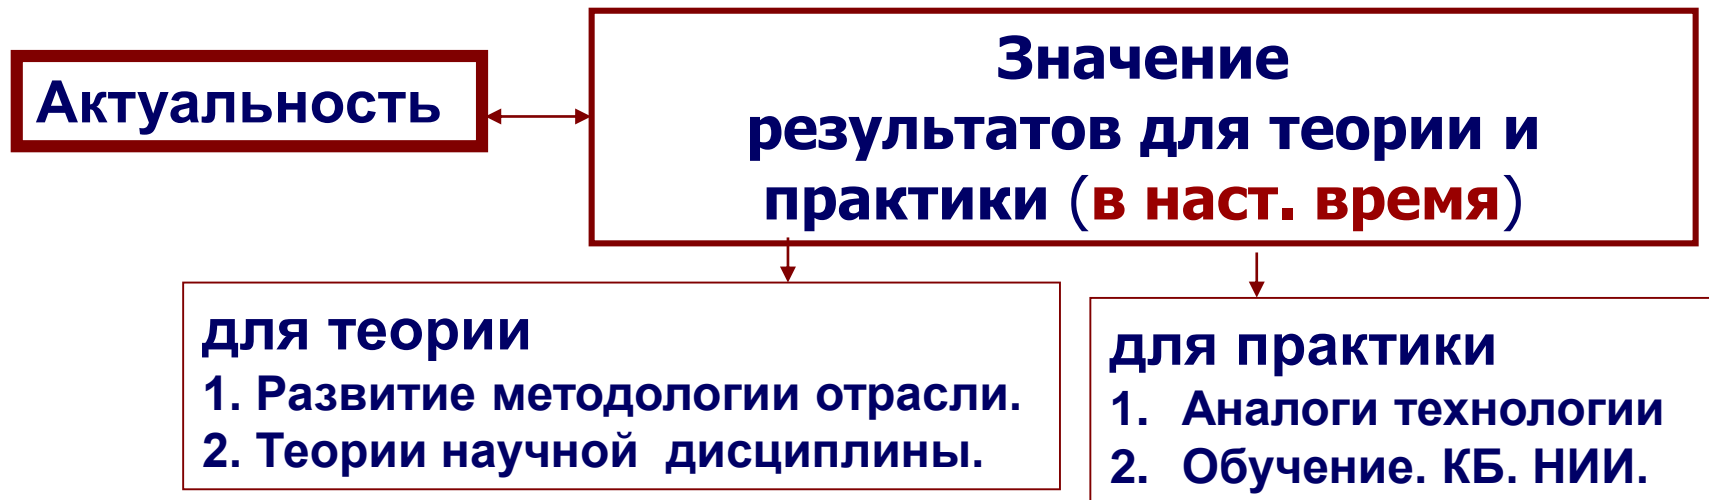 Актуальность
Значение
результатов для теории и
практики (в наст. время)
для теории
1. Развитие методологии отрасли.
2. Теории научной дисциплины.
для практики
1. Аналоги технологии
2. Обучение. КБ. НИИ.